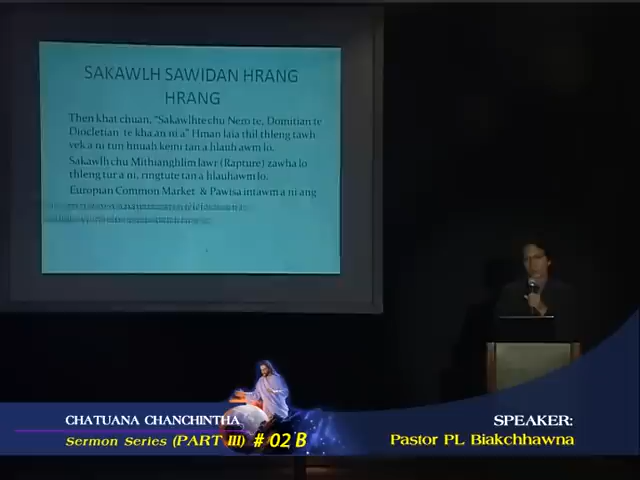 SAKAWLH SAWIDAN HRANG
HRANG
Then khat chuan, "Sakawlhte chu Nero te, Domitian te
Diocletian te kha an ni a" Hman laia thil thleng tawh
vek a ni tun hnuah kemi tan a hlauh awm lo.
Sakawlh chu Mithianghlim lawr (Rapture) zawha lo
thleng tur a ni, ringtute tan a hlauhawm lo.
Europian Common Market & Pawisa intawm a ni ang
CHATUANA CHANCHINTHA
SPEAKER:
Sermon Series (PART III) # 02 B
Pastor PL Biakchhawna